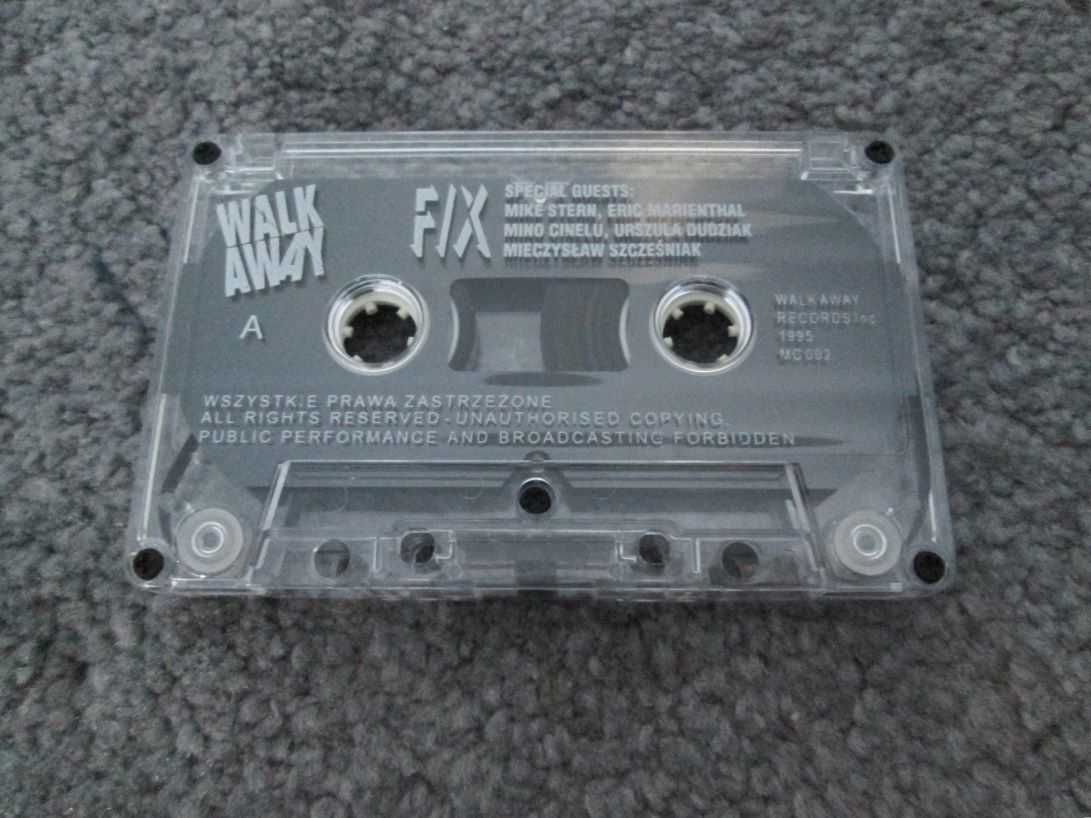 WALK
AWAY
F/X
SPECIAL GUESTS:
MIKE STERN, ERIC MARIENTHAL
MINO CINELU, URSZULA DUDZIAK
MIECZYSŁAW SZCZEŚNIAK
A
WALK AWAY
RECORDS Inc
1995
MC 002
WSZYSTKIE PRAWA ZASTRZEŻONE
ALL RIGHTS RESERVED - UNAUTHORISED COPYING.
PUBLIC PERFORMANCE AND BROADCASTING FORBIDDEN